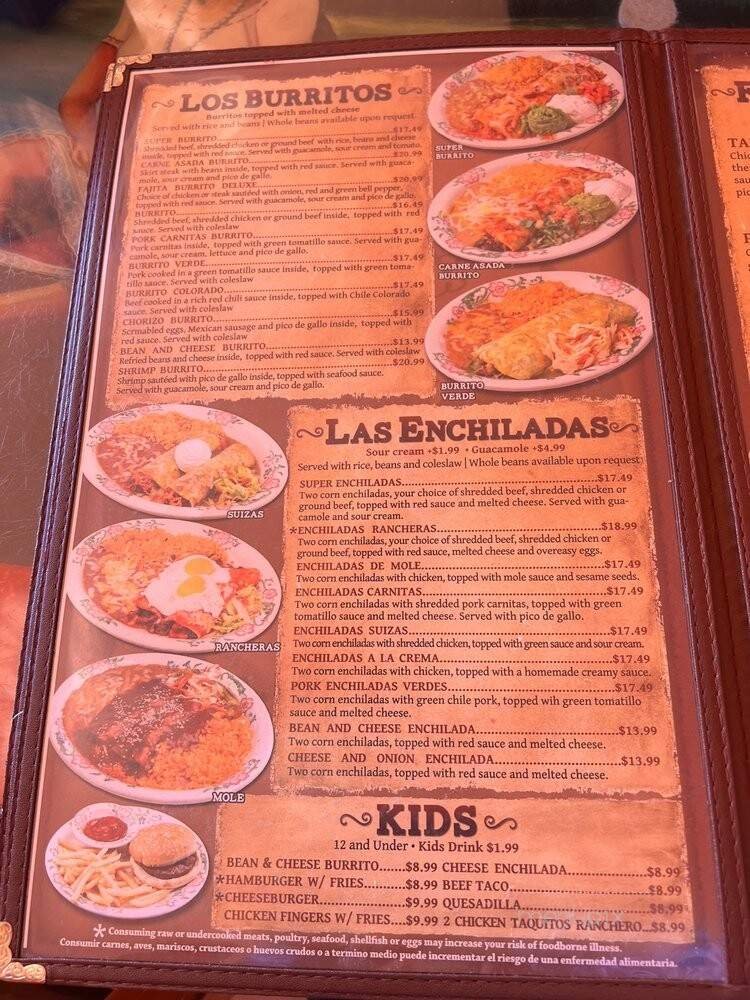 LOS BURRITOS
Burritos topped with melted cheese
Served with rice and beans | Whole beans available upon request
SUPER BURRITO...$17.49
Shredded beef, shredded chicken or ground beef with rice, beans and cheese
inside, topped with red sauce. Served with guacamole, sour cream and tomato.
CARNE ASADA BURRITO...$20.99
Skirt steak with beans inside, topped with red sauce. Served with guaca-
mole, sour cream and pico de gallo.
FAJITA BURRITO DELUXE...$20.99
Choice of chicken or steak sautéed with onion, red and green bell pepper,
topped with red sauce. Served with guacamole, sour cream and pico de gallo.
BURRITO...$16.49
Shredded beef, shredded chicken or ground beef inside, topped with red
sauce. Served with coleslaw
PORK CARNITAS BURRITO...$17.49
Pork carnitas inside, topped with green tomatillo sauce. Served with gua-
camole, sour cream, lettuce and pico de gallo.
BURRITO VERDE...$17.49
Pork cooked in a green tomatillo sauce inside, topped with green toma-
tillo sauce. Served with coleslaw
BURRITO COLORADO...$17.49
Beef cooked in a rich red chili sauce inside, topped with Chile Colorado
sauce. Served with coleslaw
CHORIZO BURRITO...$15.99
Scrmabled eggs, Mexican sausage and pico de gallo inside, topped with
red sauce. Served with coleslaw
BEAN AND CHEESE BURRITO...$13.99
Refried beans and cheese inside, topped with red sauce. Served with coleslaw
SHRIMP BURRITO...$20.99
Shrimp sautéed with pico de gallo inside, topped with seafood sauce.
Served with guacamole, sour cream and pico de gallo.
SUPER
BURRITO
CARNE ASADA
BURRITO
BURRITO
VERDE
LAS ENCHILADAS
Sour cream +$1.99 • Guacamole +$4.99
Served with rice, beans and coleslaw | Whole beans available upon request
SUPER ENCHILADAS...$17.49
Two corn enchiladas, your choice of shredded beef, shredded chicken or
ground beef, topped with red sauce and melted cheese. Served with gua-
camole and sour cream.
*ENCHILADAS RANCHERAS...$18.99
Two corn enchiladas, your choice of shredded beef, shredded chicken or
ground beef, topped with red sauce, melted cheese and overeasy eggs.
ENCHILADAS DE MOLE...$17.49
Two corn enchiladas with chicken, topped with mole sauce and sesame seeds.
ENCHILADAS CARNITAS...$17.49
Two corn enchiladas with shredded pork carnitas, topped with green
tomatillo sauce and melted cheese. Served with pico de gallo.
ENCHILADAS SUIZAS...$17.49
Two corn enchiladas with shredded chicken, topped with green sauce and sour cream.
ENCHILADAS A LA CREMA...$17.49
Two corn enchiladas with chicken, topped with a homemade creamy sauce.
PORK ENCHILADAS VERDES...$17.49
Two corn enchiladas with green chile pork, topped wih green tomatillo
sauce and melted cheese.
BEAN AND CHEESE ENCHILADA...$13.99
Two corn enchiladas, topped with red sauce and melted cheese.
CHEESE AND ONION ENCHILADA...$13.99
Two corn enchiladas, topped with red sauce and melted cheese.
SUIZAS
RANCHERAS
MOLE
KIDS
12 and Under • Kids Drink $1.99
BEAN & CHEESE BURRITO...$8.99 CHEESE ENCHILADA...$8.99
*HAMBURGER W/ FRIES...$8.99 BEEF TACO...$8.99
*CHEESEBURGER...$9.99 QUESADILLA...$8.99
CHICKEN FINGERS W/ FRIES...$9.99 2 CHICKEN TAQUITOS RANCHERO...$8.99
* Consuming raw or undercooked meats, poultry, seafood, shellfish or eggs may increase your risk of foodborne illness.
Consumir carnes, aves, mariscos, crustaceos o huevos crudos o a termino medio puede incrementar el riesgo de una enfermedad alimentaria.